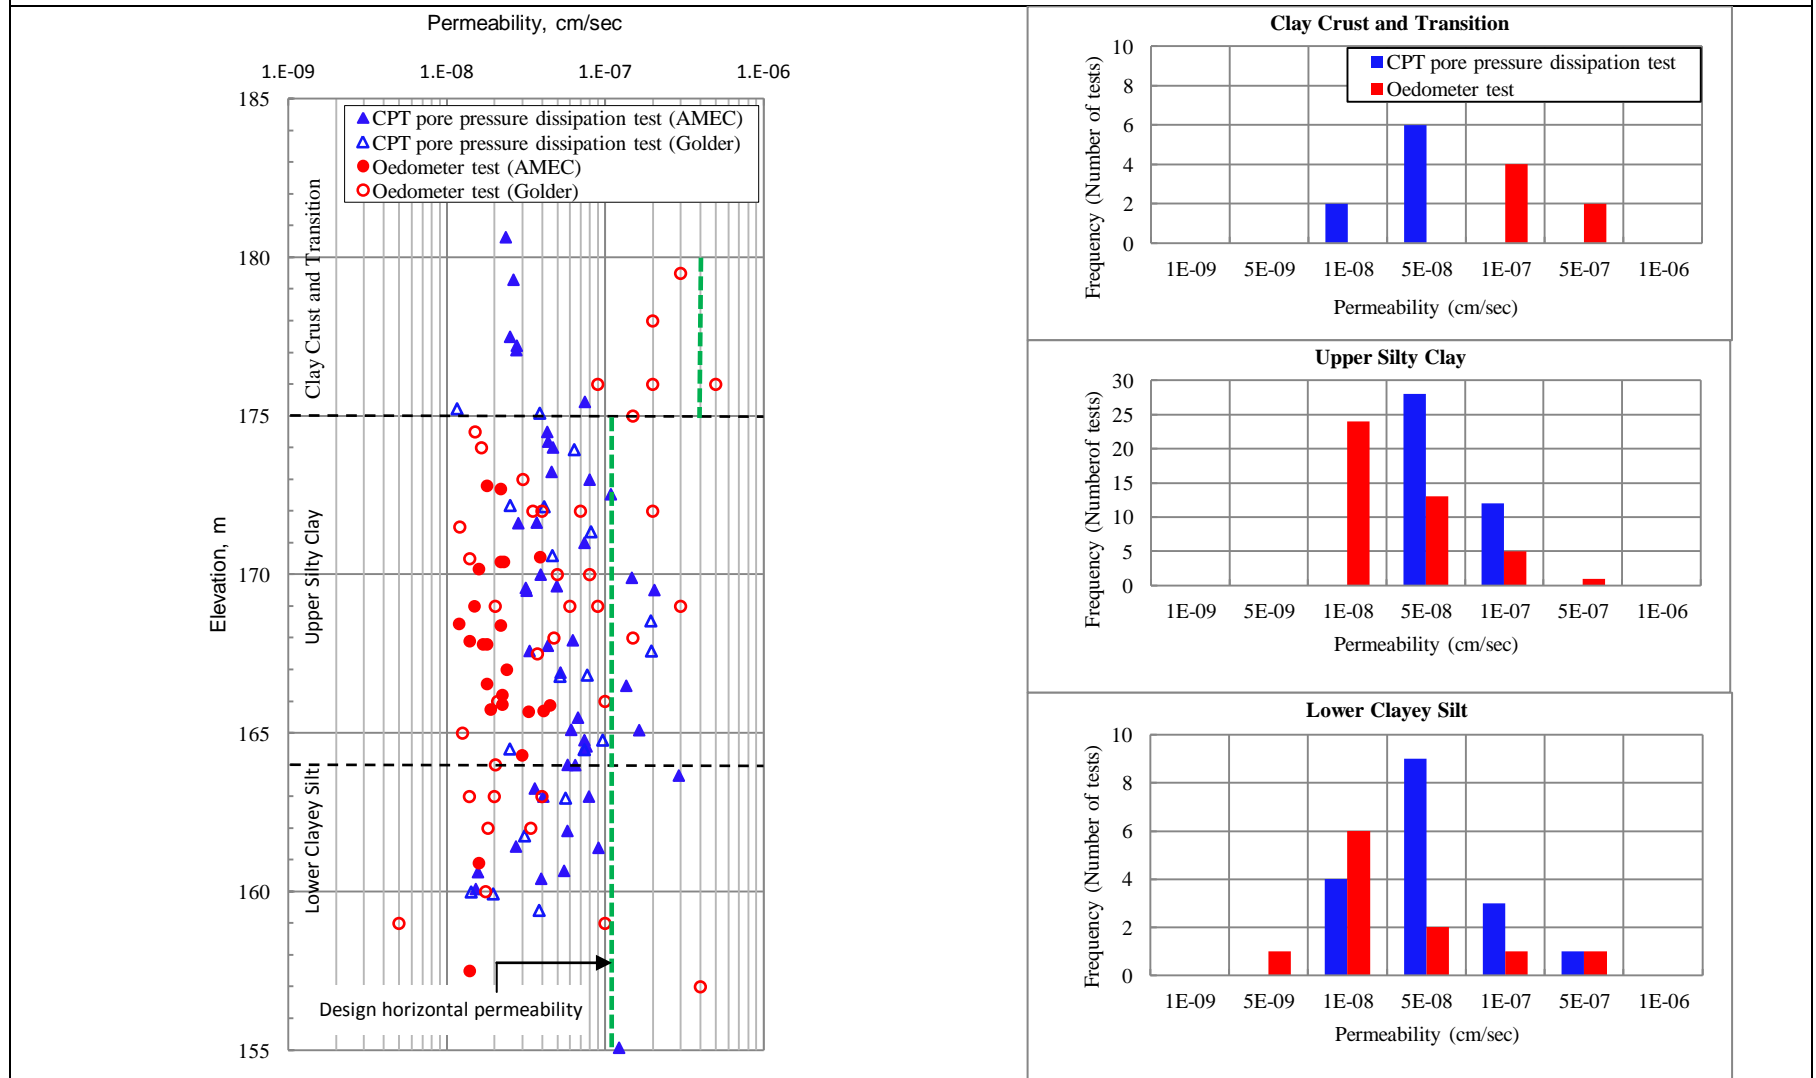 Permeability, cm/sec
1.E-09 1.E-08 1.E-07 1.E-06
185
180
175
170
165
160
155
Elevation, m
CPT pore pressure dissipation test (AMEC)
CPT pore pressure dissipation test (Golder)
Oedometer test (AMEC)
Oedometer test (Golder)
Clay Crust and Transition
Upper Silty Clay
Lower Clayey Silt
Design horizontal permeability
Clay Crust and Transition
CPT pore pressure dissipation test
Oedometer test
10
8
6
4
2
0
Frequency (Number of tests)
1E-09 5E-09 1E-08 5E-08 1E-07 5E-07 1E-06
Permeability (cm/sec)
Upper Silty Clay
30
25
20
15
10
5
0
Frequency (Numberof tests)
1E-09 5E-09 1E-08 5E-08 1E-07 5E-07 1E-06
Permeability (cm/sec)
Lower Clayey Silt
10
8
6
4
2
0
Frequency (Number of tests)
1E-09 5E-09 1E-08 5E-08 1E-07 5E-07 1E-06
Permeability (cm/sec)